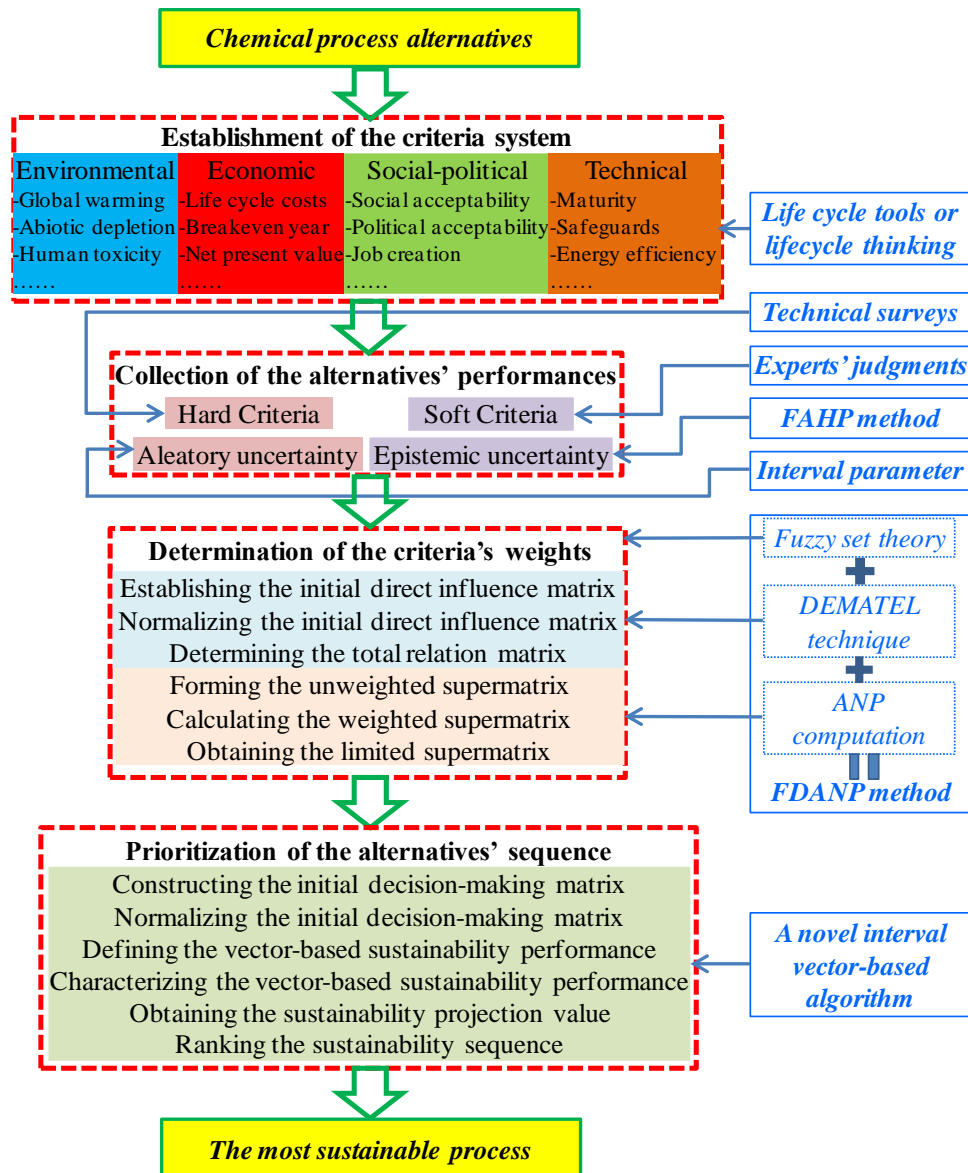 Chemical process alternatives
Establishment of the criteria system
Environmental
-Global warming
-Abiotic depletion
-Human toxicity
......
Economic
-Life cycle costs
-Breakeven year
-Net present value
......
Social-political
-Social acceptability
-Political acceptability
-Job creation
......
Technical
-Maturity
-Safeguards
-Energy efficiency
......
Life cycle tools or
lifecycle thinking
Technical surveys
Collection of the alternatives' performances
Experts' judgments
Hard Criteria
Soft Criteria
FAHP method
Aleatory uncertainty
Epistemic uncertainty
Interval parameter
Determination of the criteria's weights
Establishing the initial direct influence matrix
Normalizing the initial direct influence matrix
Determining the total relation matrix
Forming the unweighted supermatrix
Calculating the weighted supermatrix
Obtaining the limited supermatrix
Fuzzy set theory
DEMATEL
technique
ANP
computation
FDANP method
Prioritization of the alternatives' sequence
Constructing the initial decision-making matrix
Normalizing the initial decision-making matrix
Defining the vector-based sustainability performance
Characterizing the vector-based sustainability performance
Obtaining the sustainability projection value
Ranking the sustainability sequence
A novel interval
vector-based
algorithm
The most sustainable process